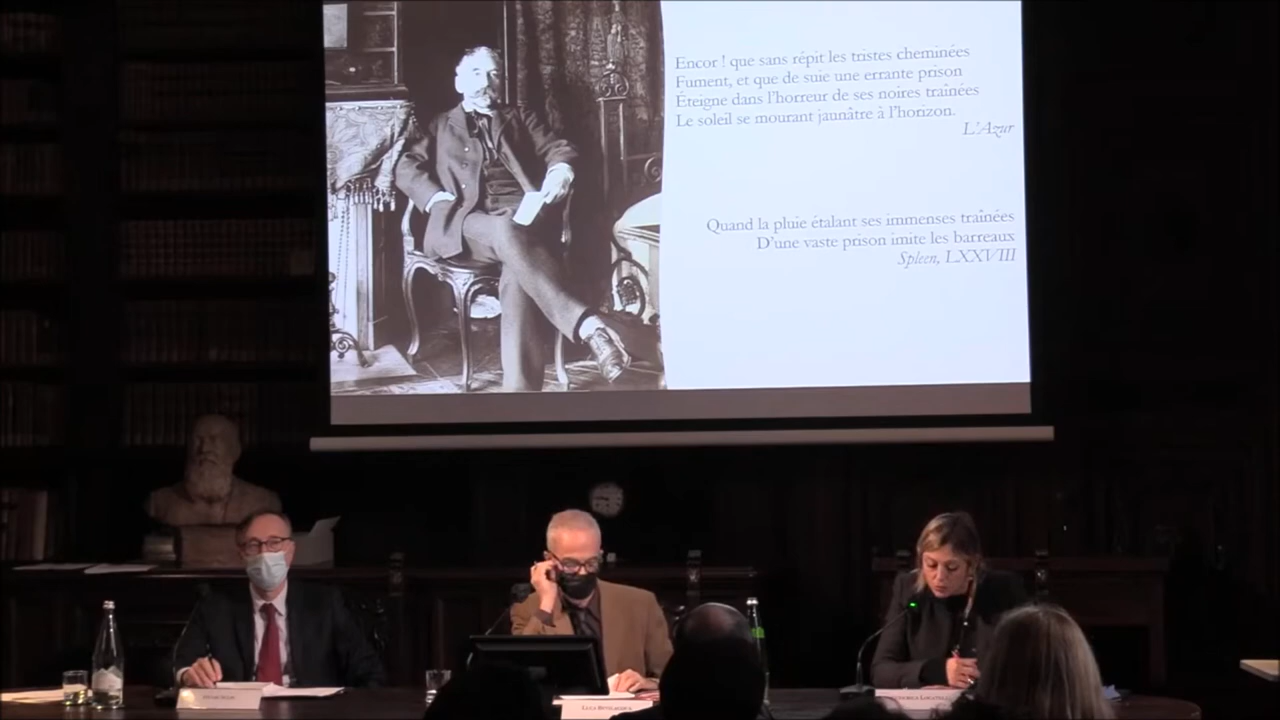 Encor ! que sans répit les tristes cheminées
Fument, et que de suie une errante prison
Éteigne dans l'horreur de ses noires traînées
Le soleil se mourant jaunâtre à l'horizon.
L'Azur
Quand la pluie étalant ses immenses traînées
D'une vaste prison imite les barreaux
Spleen, LXXVIII